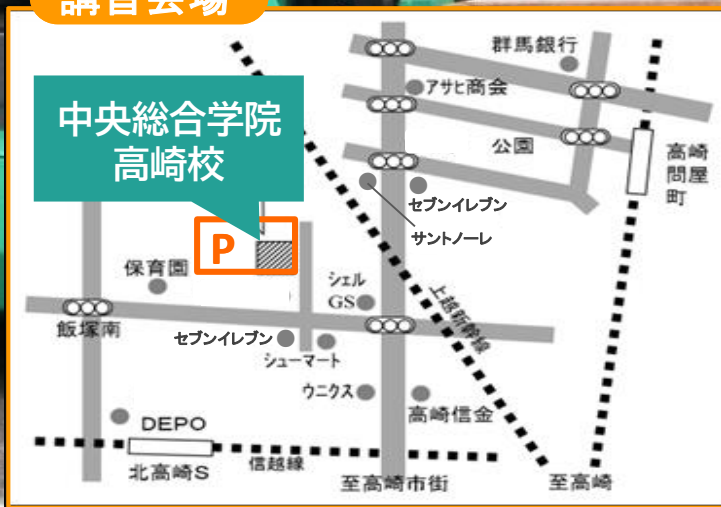 講習会場
群馬銀行
アサヒ商会
中央総合学院
高崎校
公園
高崎
問屋
町
セブンイレブン
サントノーレ
P
保育園
シェル
GS
上越新幹線
飯塚南
セブンイレブン
シューマート
ウニクス
高崎信金
DEPO
北高崎S
信越線
至高崎市街
至高崎